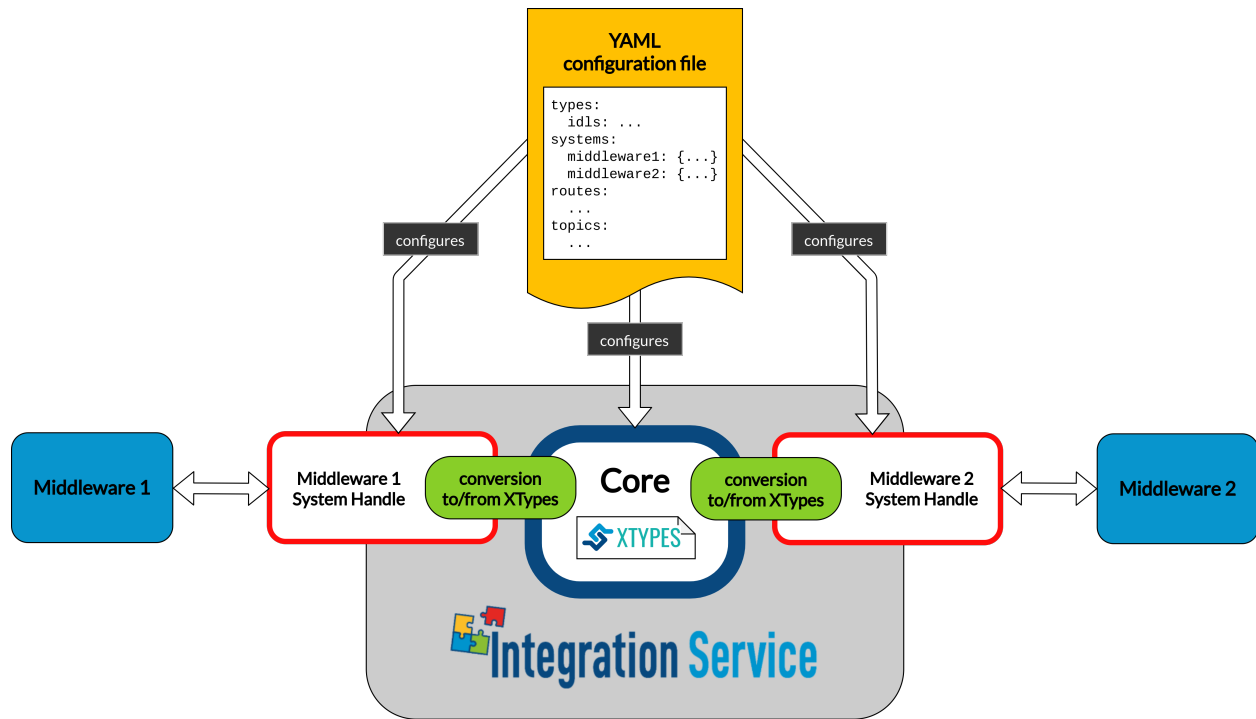 YAML
configuration file
types:
  idls: ...
systems:
  middleware1: {...}
  middleware2: {...}
routes:
  ...
topics:
  ...
configures
configures
configures
Middleware 1
Middleware 1
System Handle
conversion
to/from XTypes
Core
XTYPES
conversion
to/from XTypes
Middleware 2
System Handle
Middleware 2
Integration Service